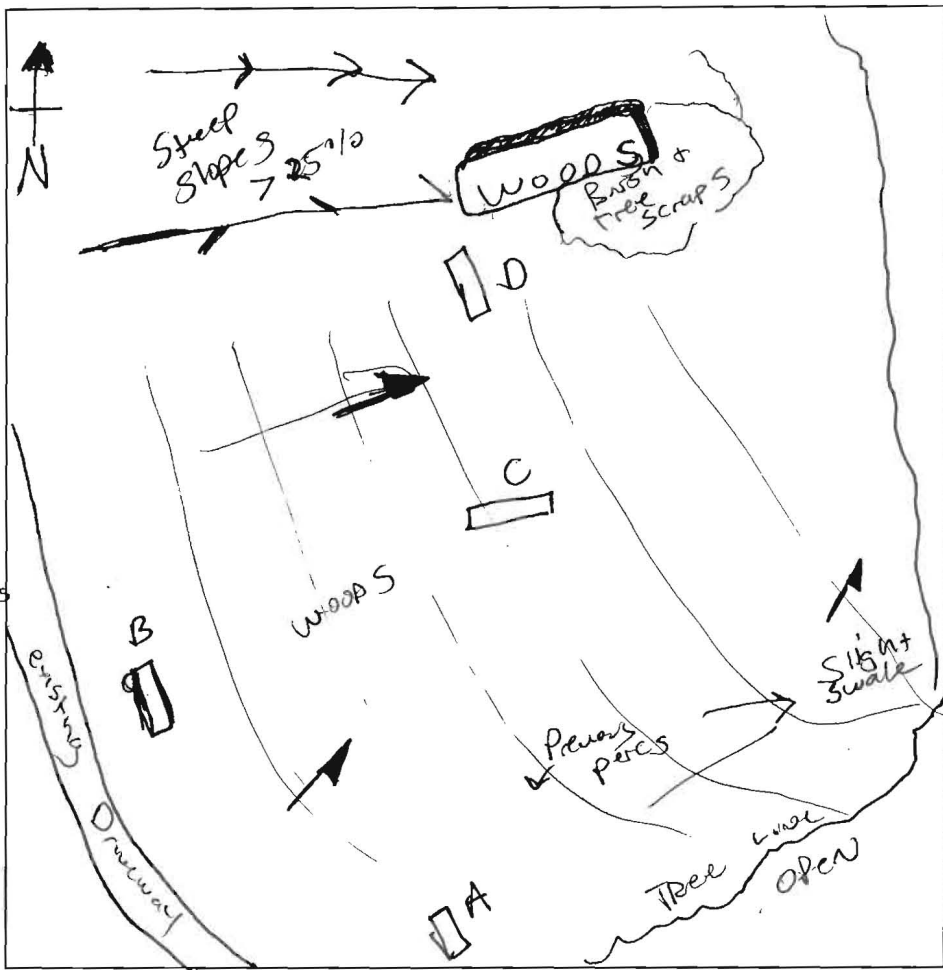 N
Steep
Slopes
> 25%
WOODS
Brush +
Tree
Scraps
D
C
WOODS
B
existing
Driveway
Slight
Swale
Previous
percs
Tree Line
OPEN
A
s